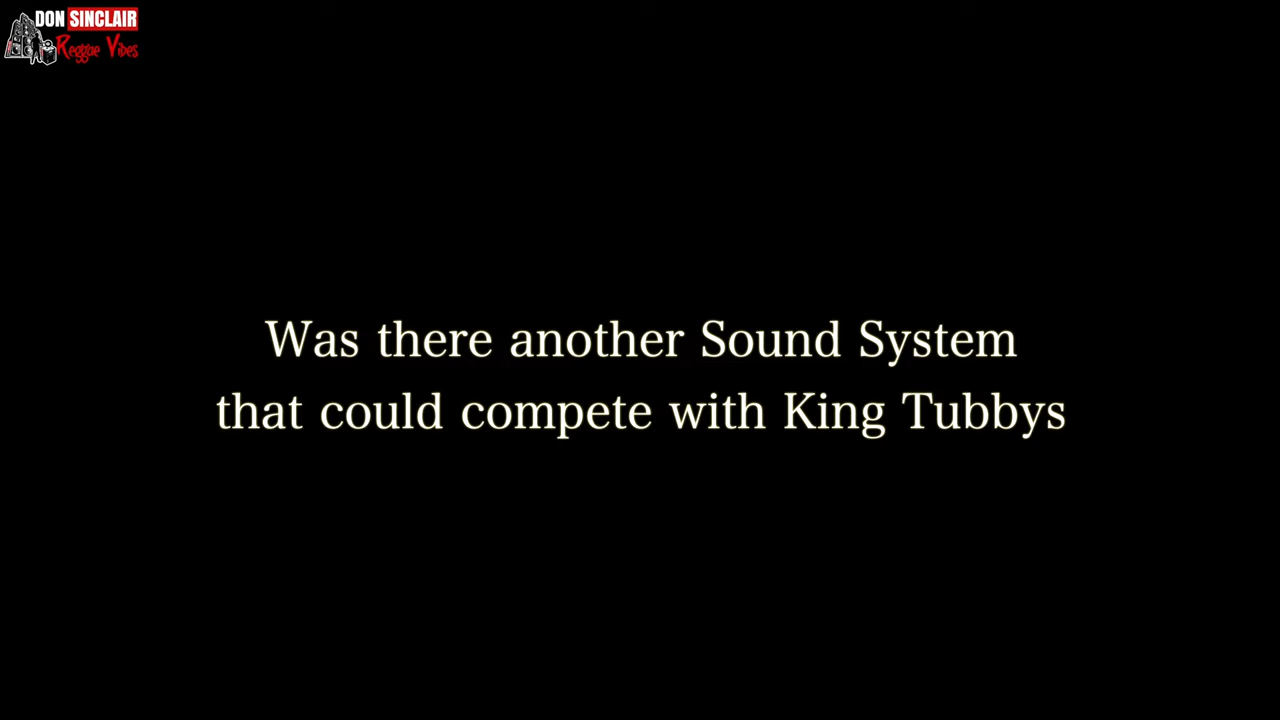 DON SINCLAIR
Reggae Vibes
Was there another Sound System
that could compete with King Tubbys